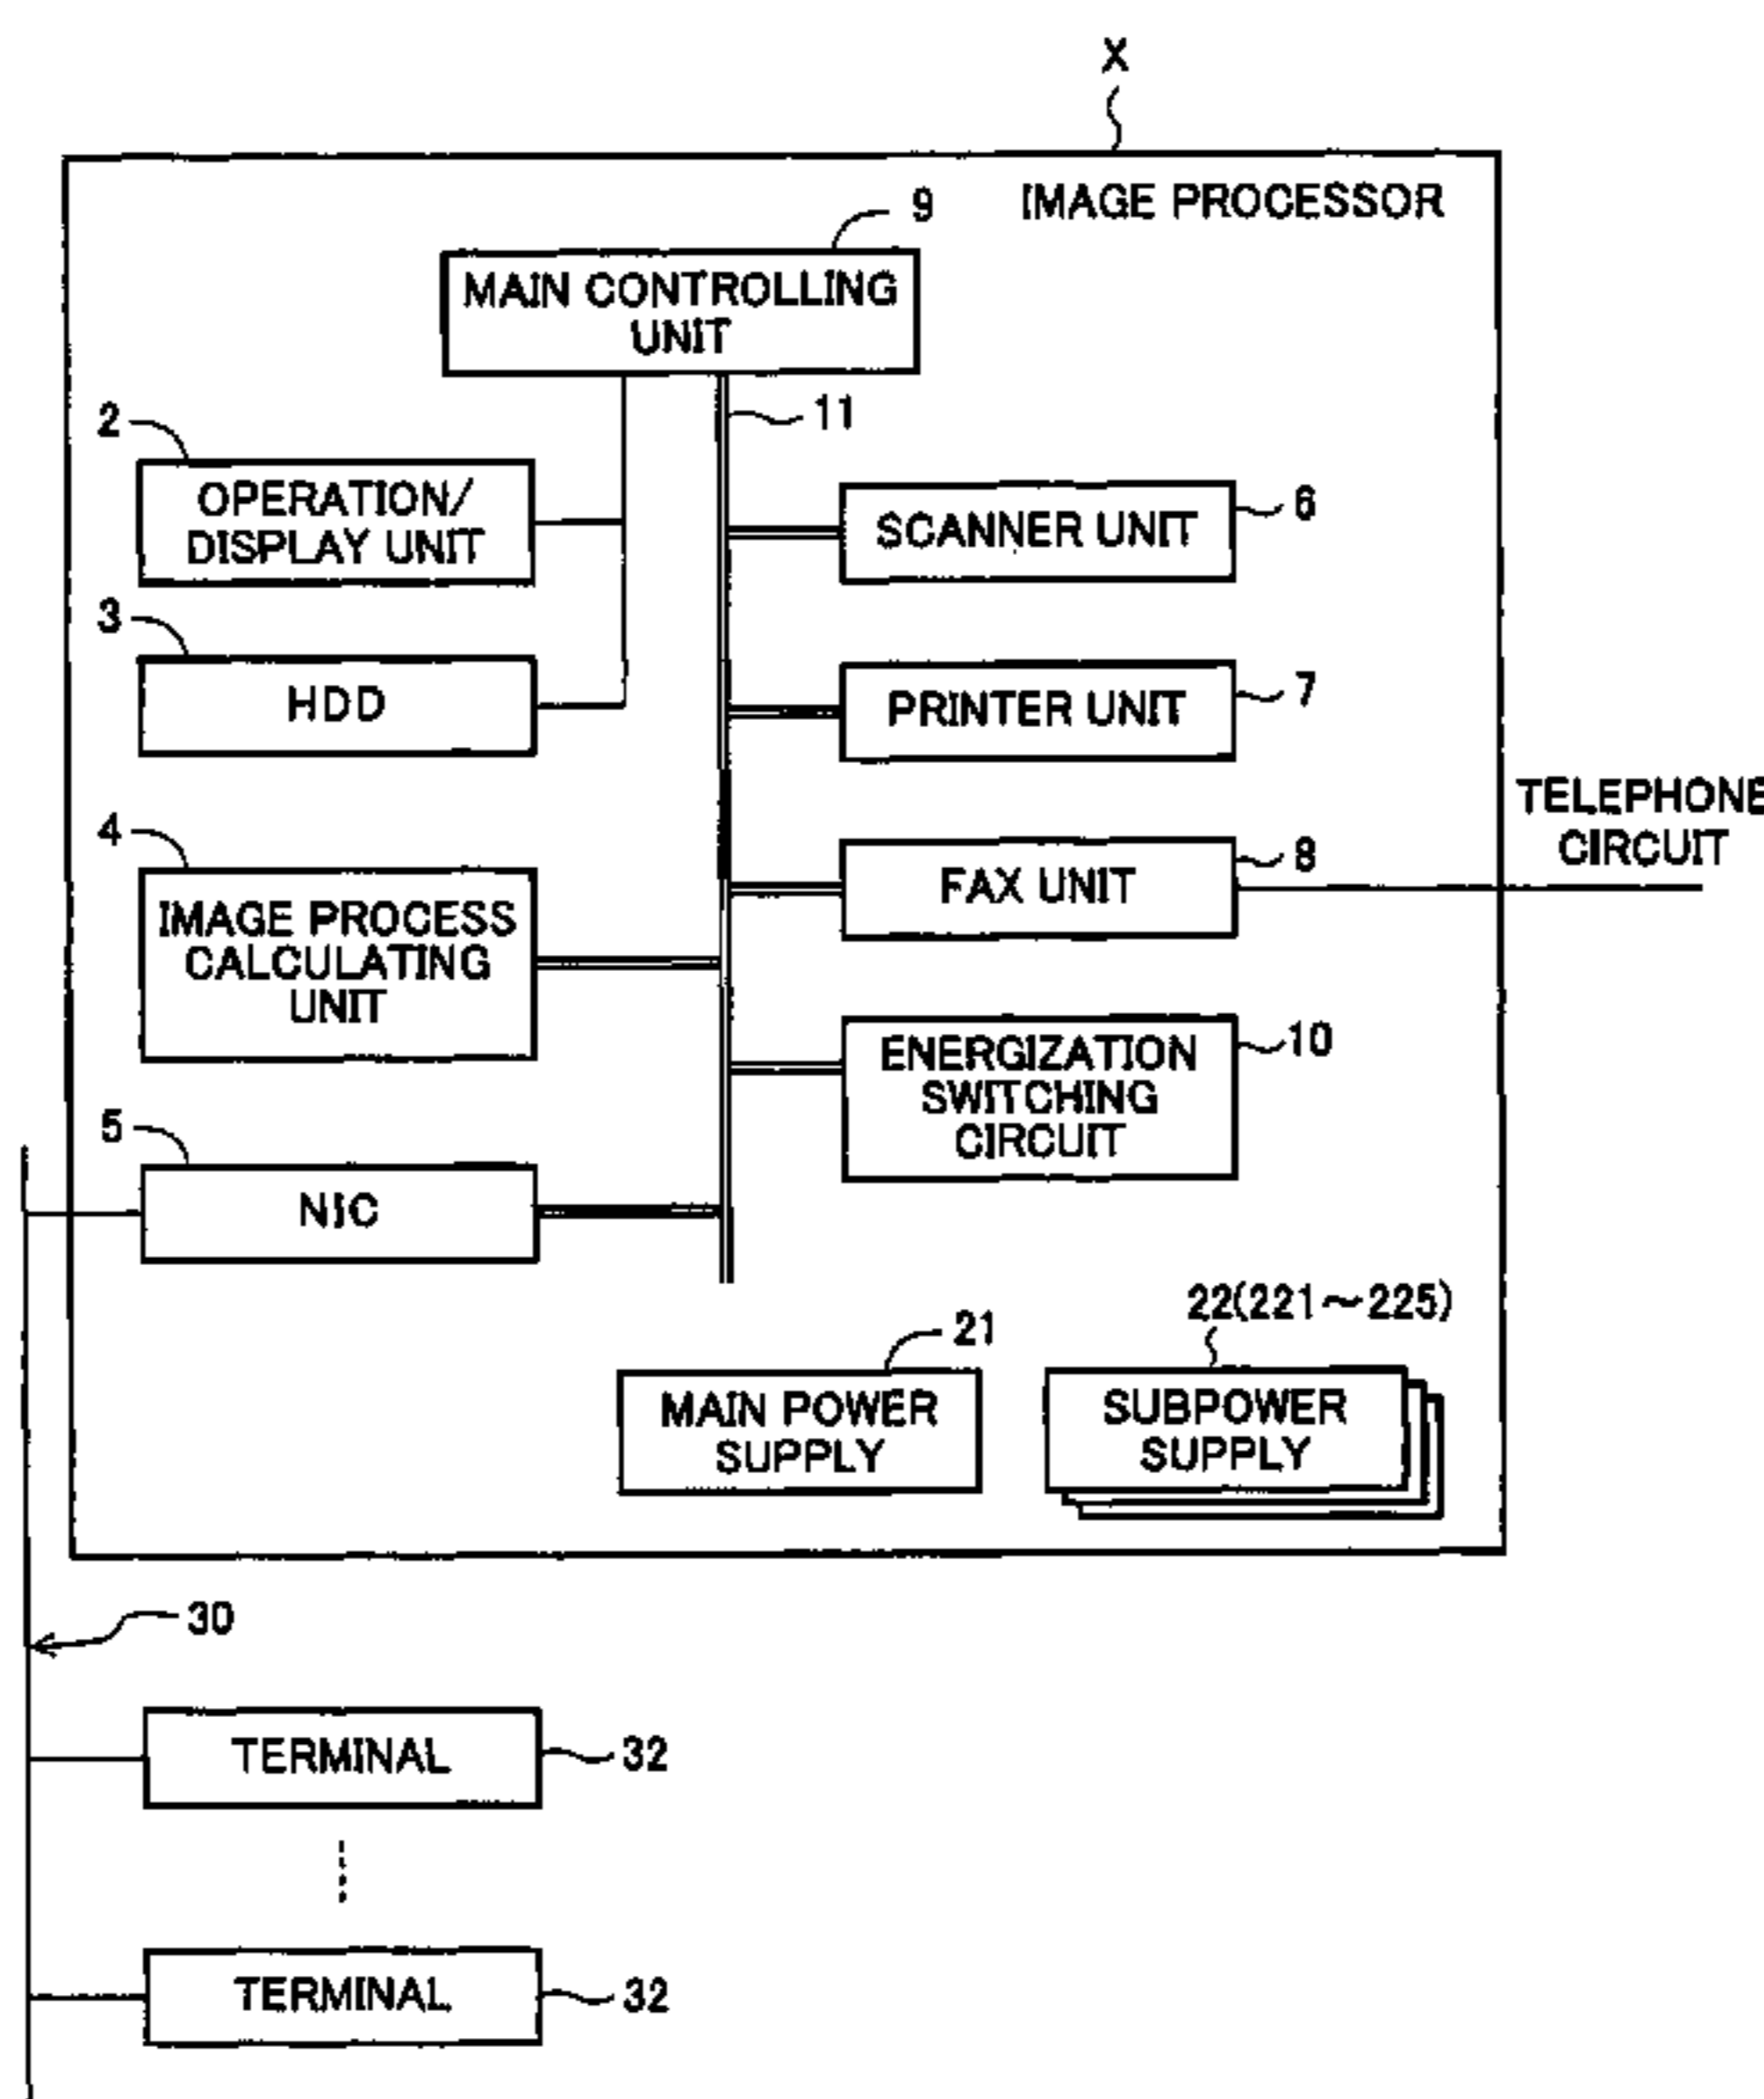 X
IMAGE PROCESSOR
9
MAIN CONTROLLING
UNIT
11
2
OPERATION/
DISPLAY UNIT
SCANNER UNIT
6
3
HDD
PRINTER UNIT
7
4
IMAGE PROCESS
CALCULATING
UNIT
FAX UNIT
8
TELEPHONE
CIRCUIT
ENERGIZATION
SWITCHING
CIRCUIT
10
5
NIC
21
MAIN POWER
SUPPLY
22(221～225)
SUBPOWER
SUPPLY
30
TERMINAL
32
TERMINAL
32